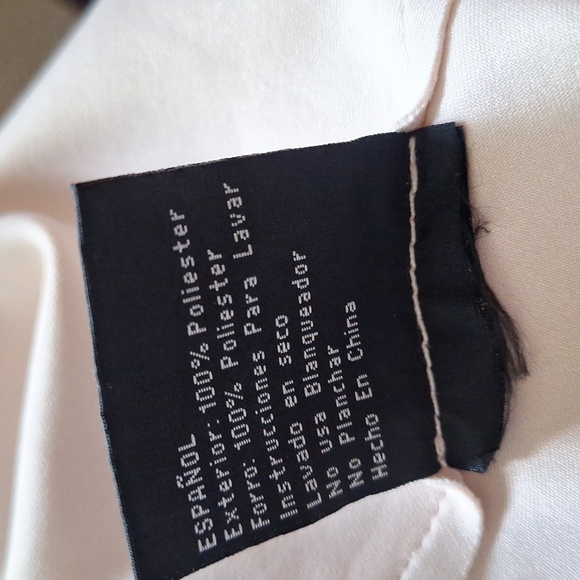 ESPAÑOL
Exterior: 100% Poliester
Forro: 100% Poliester
Instrucciones Para Lavar
Lavado en seco
No usa Blanqueador
No Planchar
Hecho En China